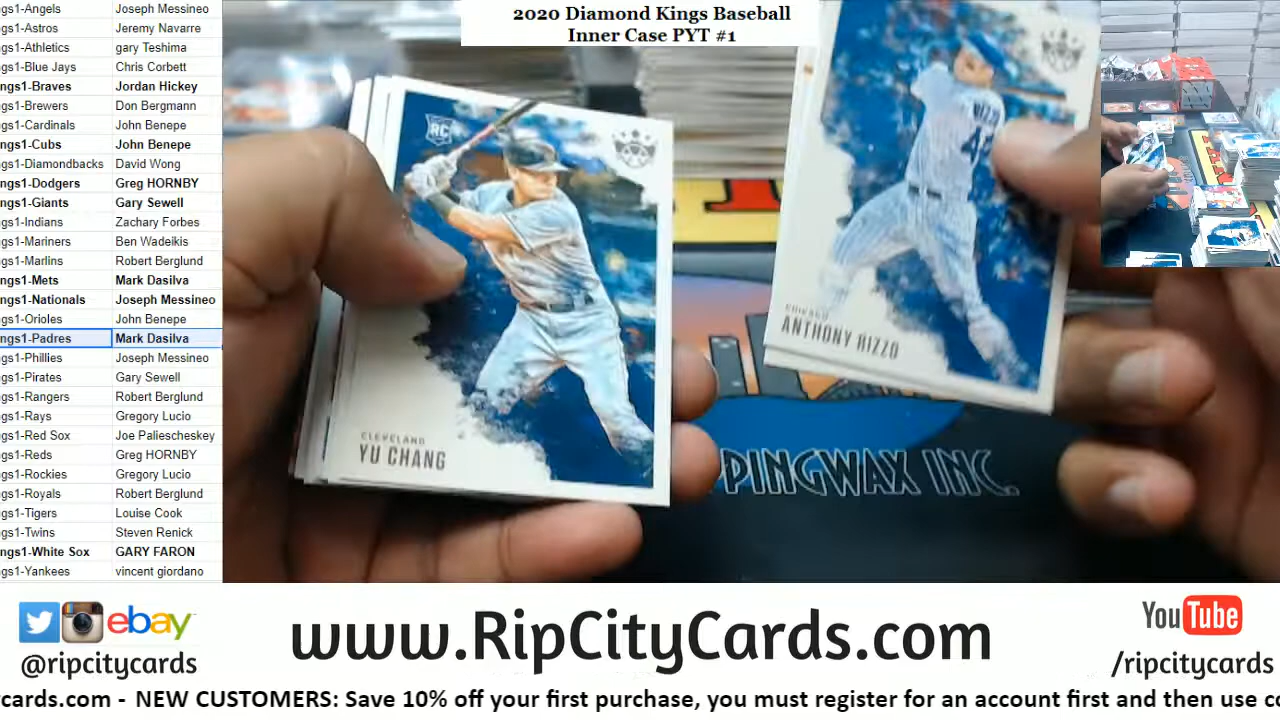 2020 Diamond Kings Baseball
Inner Case PYT #1
gs1-Angels Joseph Messineo
gs1-Astros Jeremy Navarre
gs1-Athletics gary Teshima
gs1-Blue Jays Chris Corbett
ngs1-Braves Jordan Hickey
gs1-Brewers Don Bergmann
gs1-Cardinals John Benepe
ngs1-Cubs John Benepe
gs1-Diamondbacks David Wong
ngs1-Dodgers Greg HORNBY
ngs1-Giants Gary Sewell
gs1-Indians Zachary Forbes
gs1-Mariners Ben Wadeikis
gs1-Marlins Robert Berglund
ngs1-Mets Mark Dasilva
ngs1-Nationals Joseph Messineo
gs1-Orioles John Benepe
ngs1-Padres Mark Dasilva
gs1-Phillies Joseph Messineo
gs1-Pirates Gary Sewell
gs1-Rangers Robert Berglund
gs1-Rays Gregory Lucio
gs1-Red Sox Joe Paliescheskey
gs1-Reds Greg HORNBY
gs1-Rockies Gregory Lucio
gs1-Royals Robert Berglund
gs1-Tigers Louise Cook
gs1-Twins Steven Renick
ngs1-White Sox GARY FARON
gs1-Yankees vincent giordano
RC
CLEVELAND
YU CHANG
CHICAGO
ANTHONY RIZZO
PPINGWAX INC.
ebay
@ripcitycards
www.RipCityCards.com
YouTube
/ripcitycards
ycards.com - NEW CUSTOMERS: Save 10% off your first purchase, you must register for an account first and then use co